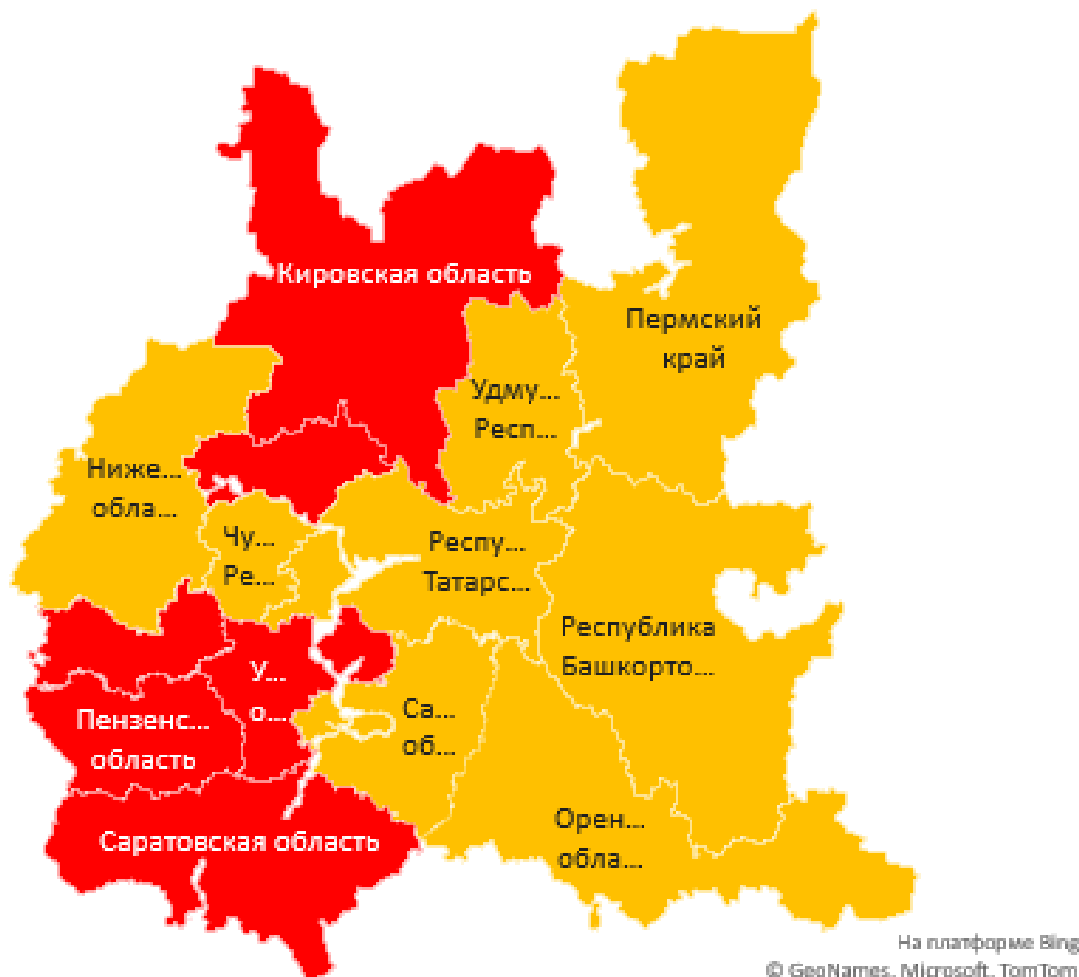 Кировская область
Пермский
край
Удму...
Респ...
Ниже...
обла...
Чу...
Ре...
Респу...
Татарс...
Республика
Башкорто...
У...
о...
Пензенс...
область
Са...
об...
Саратовская область
Орен...
обла...
На платформе Bing
© GeoNames, Microsoft, TomTom